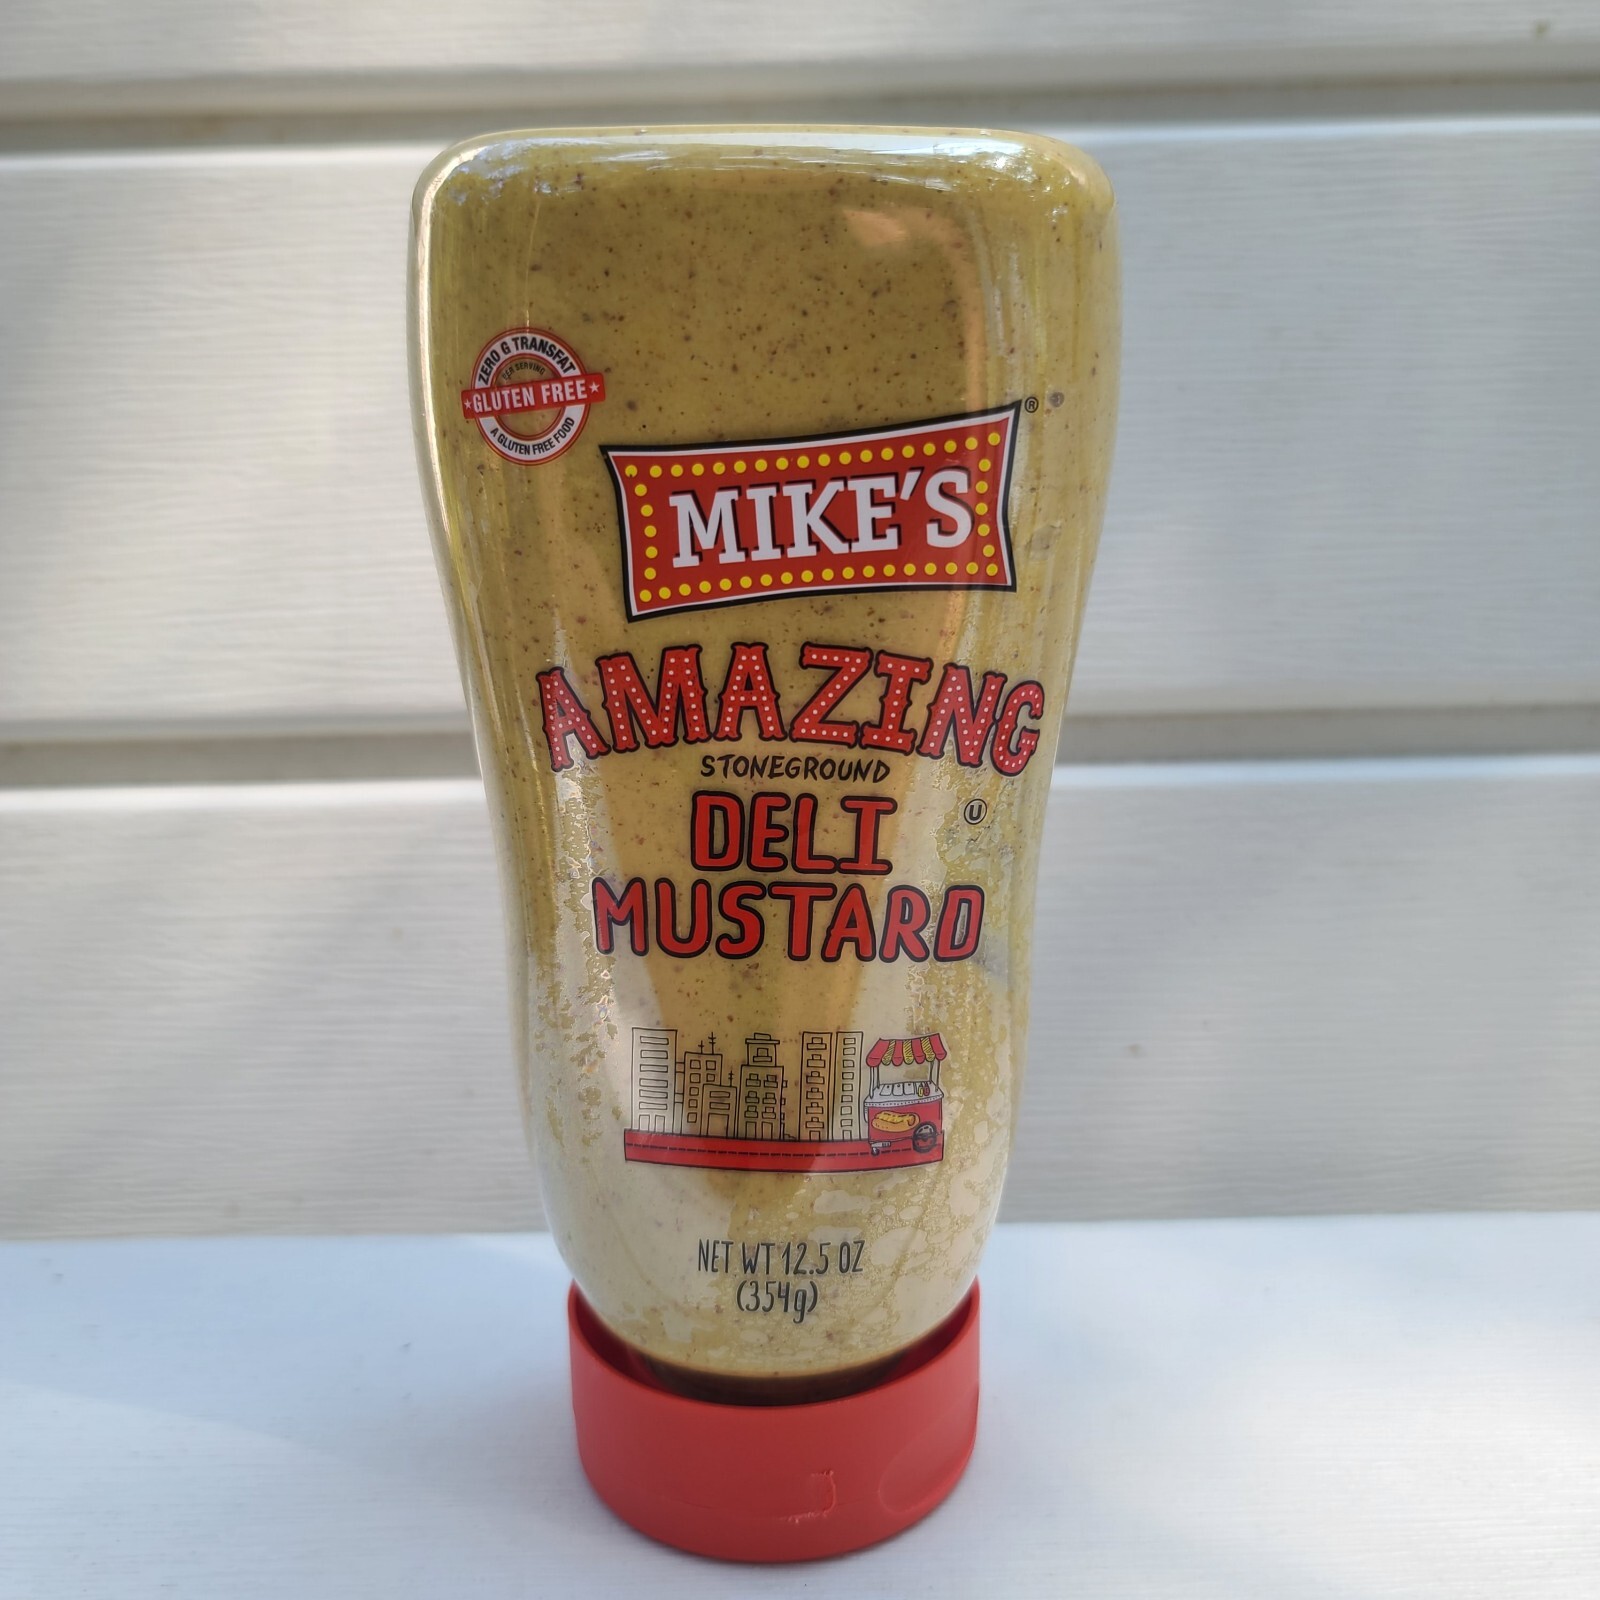 ZERO G TRANSFAT
PER SERVING
★GLUTEN FREE★
A GLUTEN FREE FOOD
MIKE'S®
AMAZING
STONEGROUND
DELI
U
MUSTARD
NET WT 12.5 OZ
(354g)